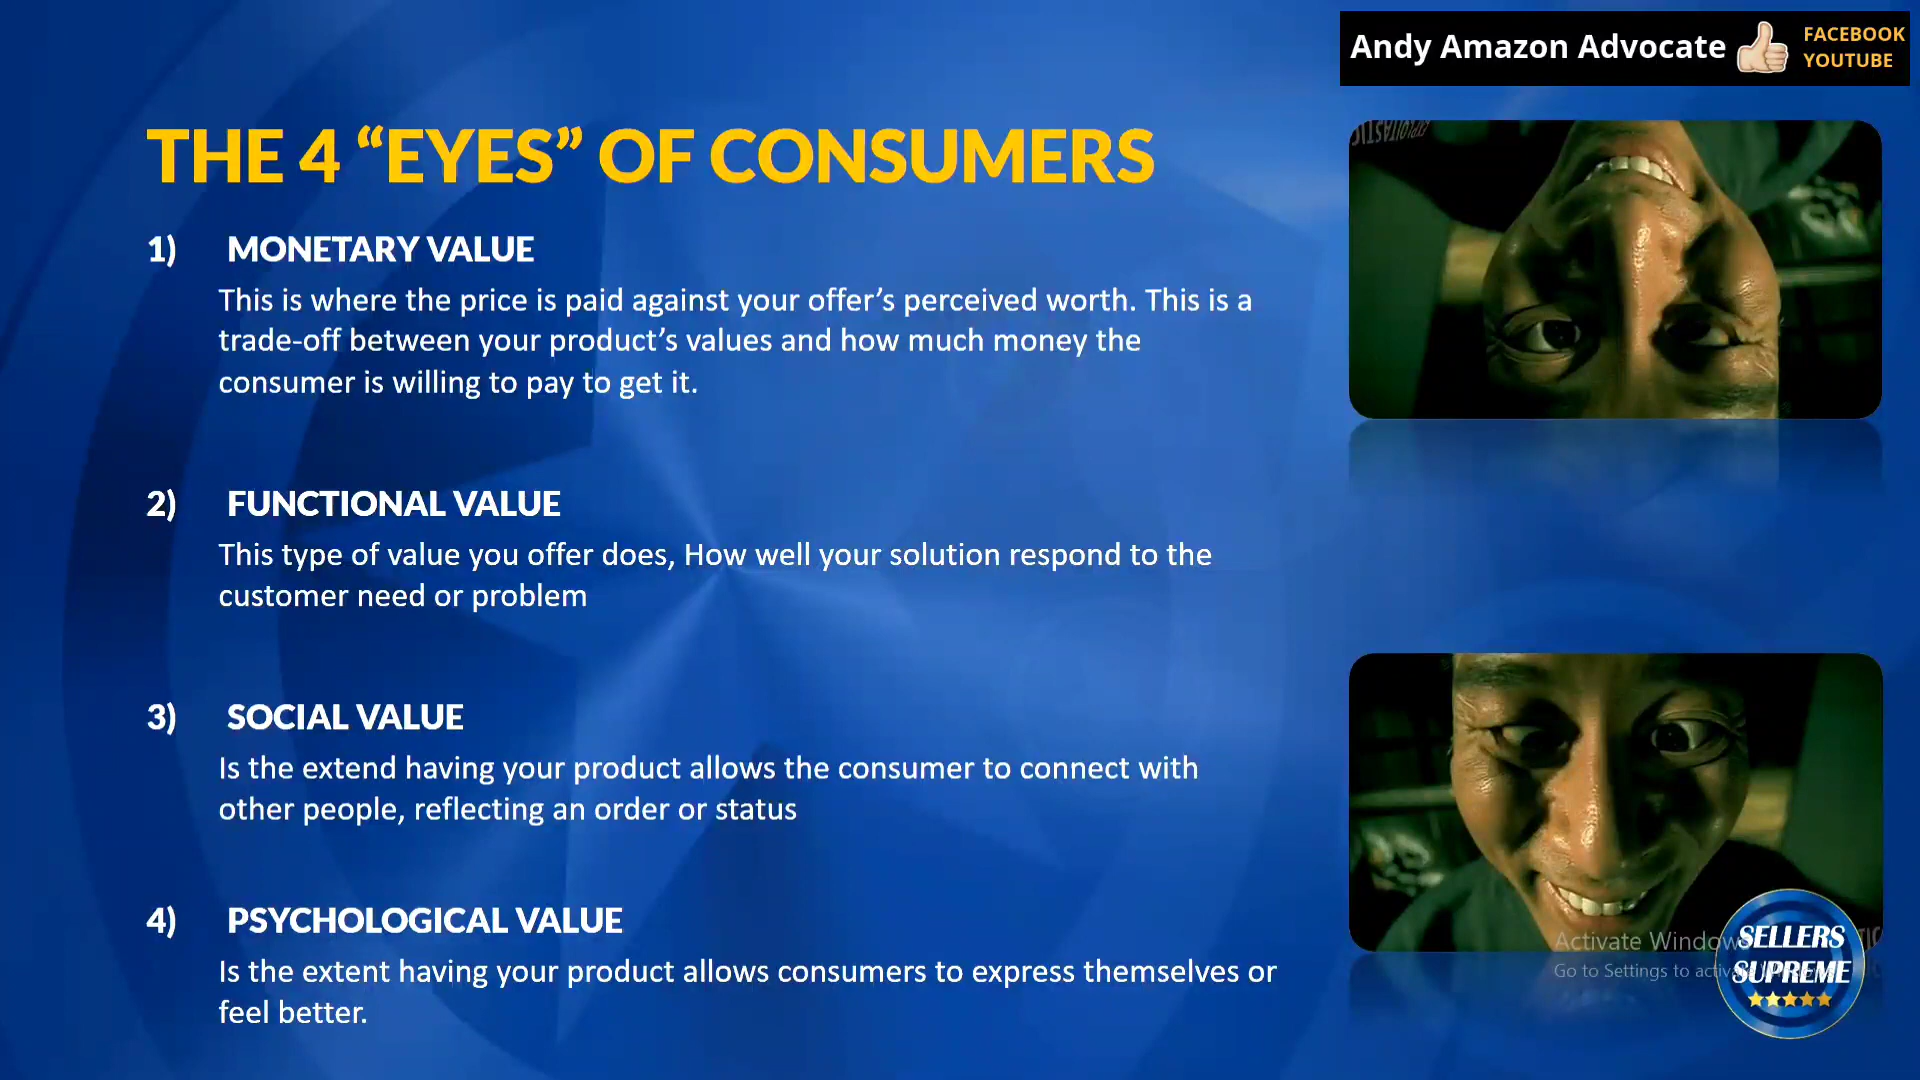 Andy Amazon Advocate
FACEBOOK
YOUTUBE
THE 4 “EYES” OF CONSUMERS
1) MONETARY VALUE
This is where the price is paid against your offer’s perceived worth. This is a
trade-off between your product’s values and how much money the
consumer is willing to pay to get it.
2) FUNCTIONAL VALUE
This type of value you offer does, How well your solution respond to the
customer need or problem
3) SOCIAL VALUE
Is the extend having your product allows the consumer to connect with
other people, reflecting an order or status
4) PSYCHOLOGICAL VALUE
Is the extent having your product allows consumers to express themselves or
feel better.
Activate Windows
Go to Settings to activate
SELLERS
SUPREME